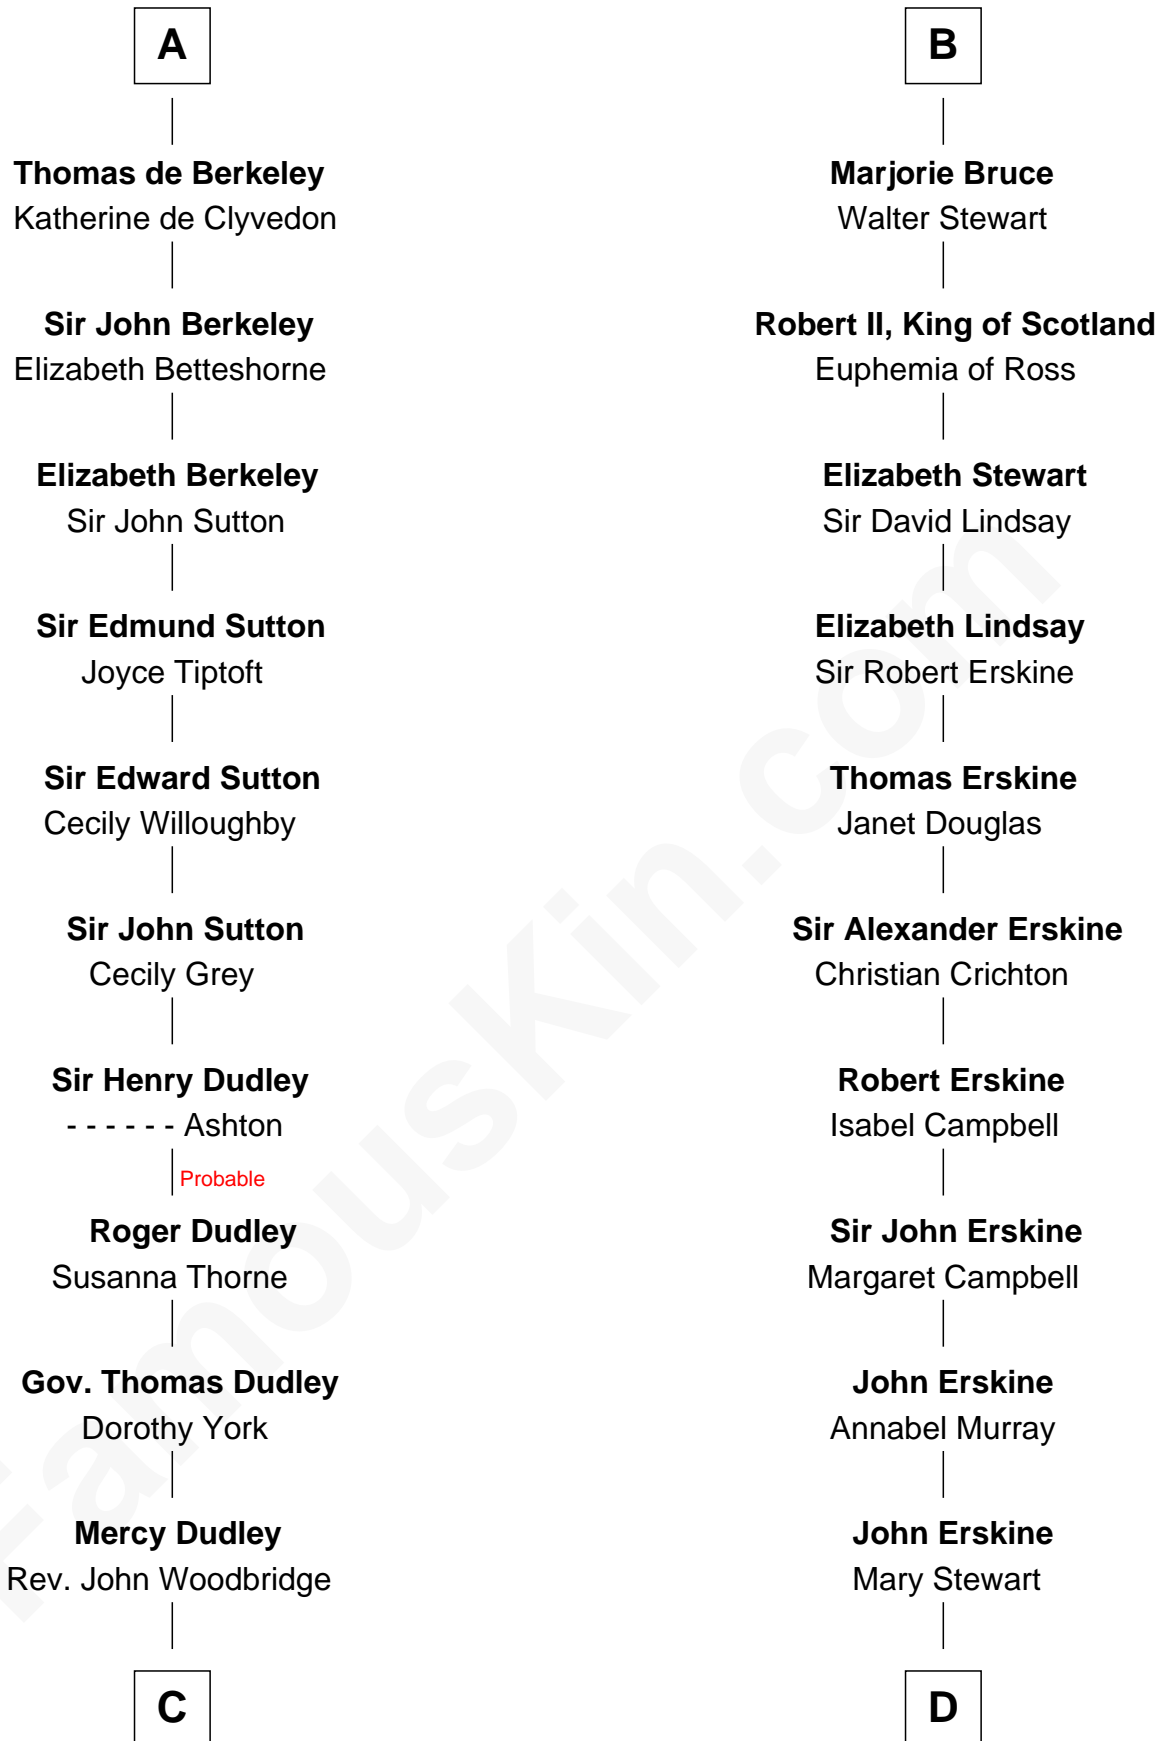 A
Thomas de Berkeley
Katherine de Clyvedon
Sir John Berkeley
Elizabeth Betteshorne
Elizabeth Berkeley
Sir John Sutton
Sir Edmund Sutton
Joyce Tiptoft
Sir Edward Sutton
Cecily Willoughby
Sir John Sutton
Cecily Grey
Sir Henry Dudley
- - - - - - Ashton
Probable
Roger Dudley
Susanna Thorne
Gov. Thomas Dudley
Dorothy York
Mercy Dudley
Rev. John Woodbridge
C
B
Marjorie Bruce
Walter Stewart
Robert II, King of Scotland
Euphemia of Ross
Elizabeth Stewart
Sir David Lindsay
Elizabeth Lindsay
Sir Robert Erskine
Thomas Erskine
Janet Douglas
Sir Alexander Erskine
Christian Crichton
Robert Erskine
Isabel Campbell
Sir John Erskine
Margaret Campbell
John Erskine
Annabel Murray
John Erskine
Mary Stewart
D
FamousKin.com